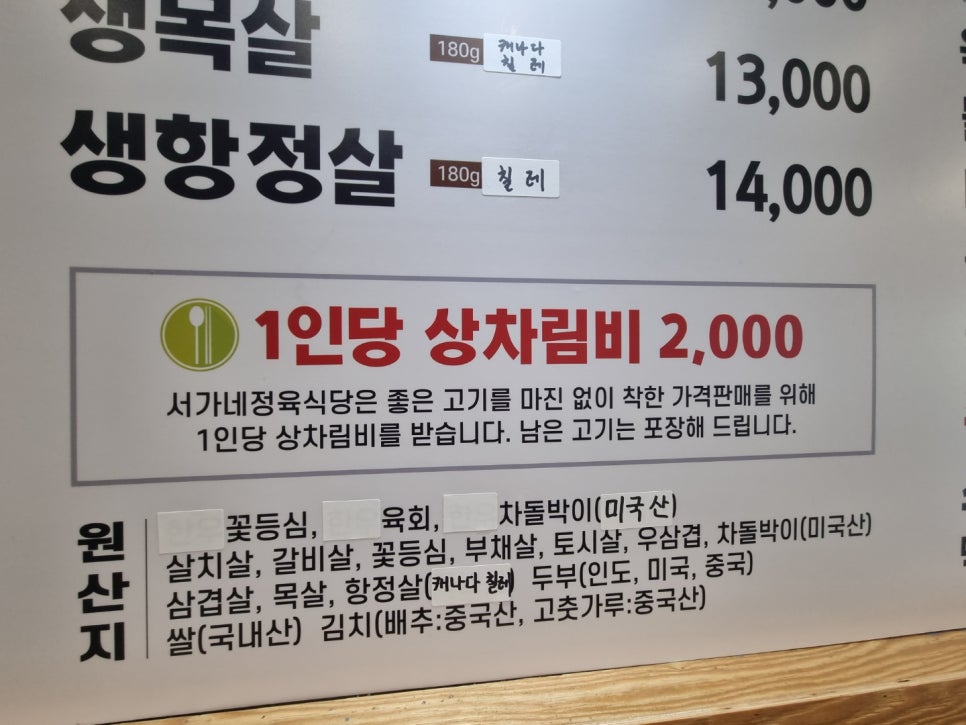 생목살 180g 캐나다 칠레 13,000
생항정살 180g 칠레 14,000
1인당 상차림비 2,000
서가네정육식당은 좋은 고기를 마진 없이 착한 가격판매를 위해
1인당 상차림비를 받습니다. 남은 고기는 포장해 드립니다.
원산지
꽃등심, 육회, 차돌박이(미국산)
살치살, 갈비살, 꽃등심, 부채살, 토시살, 우삼겹, 차돌박이(미국산)
삼겹살, 목살, 항정살(캐나다 칠레) 두부(인도, 미국, 중국)
쌀(국내산) 김치(배추:중국산, 고춧가루:중국산)